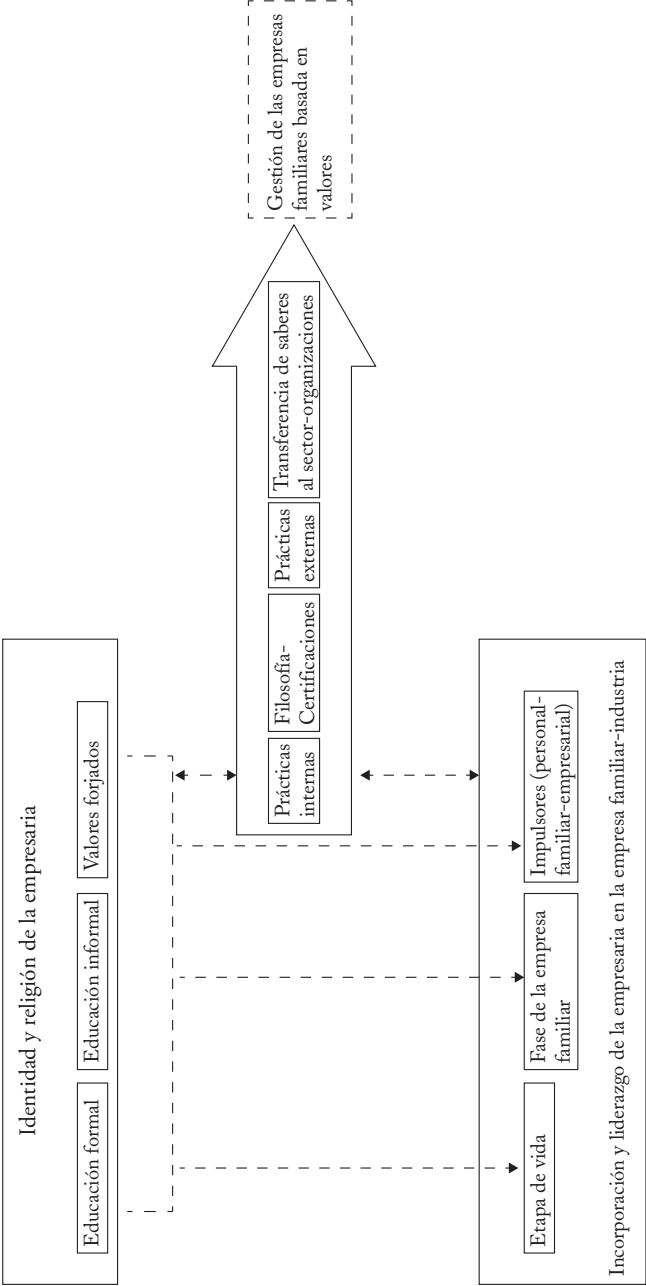 Identidad y religión de la empresaria
Educación formal
Educación informal
Valores forjados
Prácticas
internas
Filosofía-
Certificaciones
Prácticas
externas
Transferencia de saberes
al sector-organizaciones
Gestión de las empresas
familiares basada en
valores
Etapa de vida
Fase de la empresa
familiar
Impulsores (personal-
familiar-empresarial)
Incorporación y liderazgo de la empresaria en la empresa familiar-industria